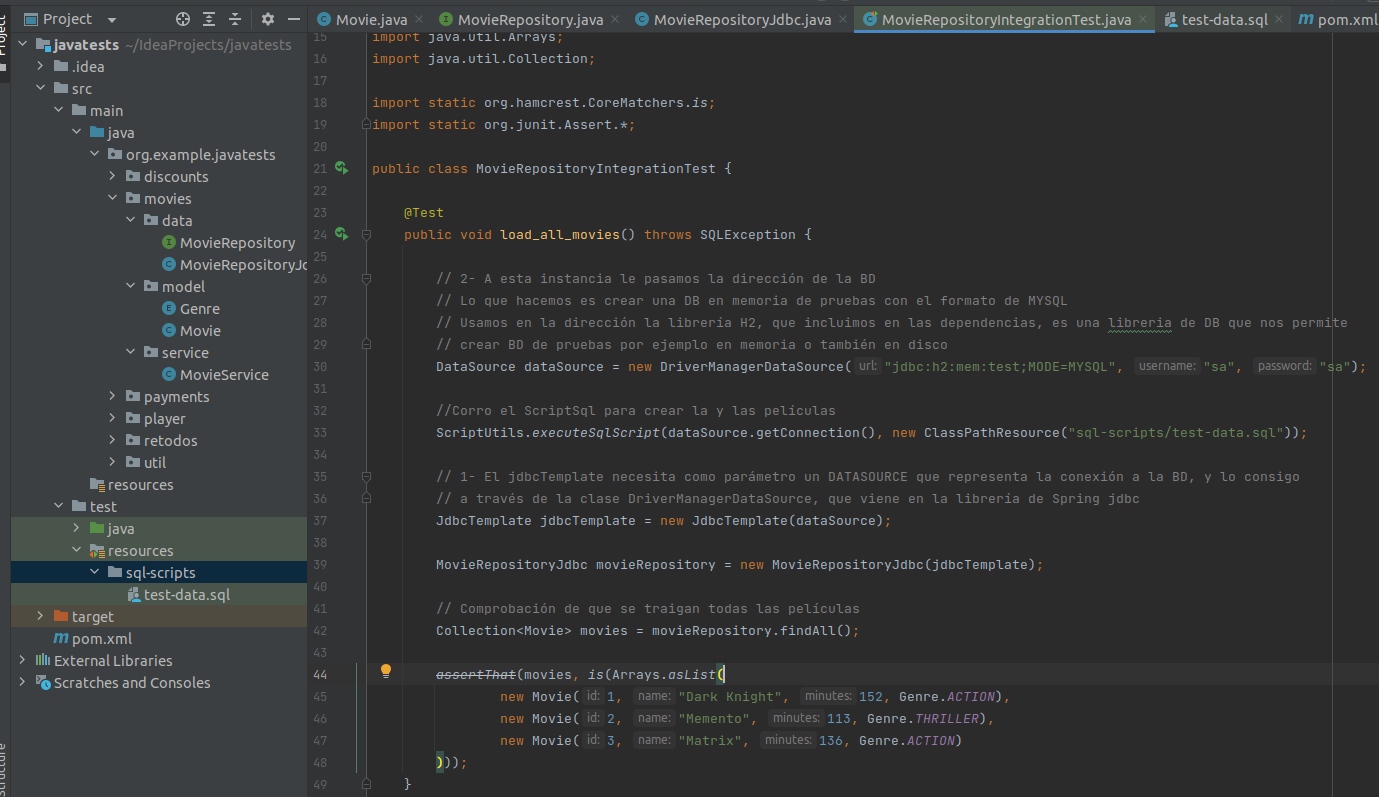 Project
Movie.java
MovieRepository.java
MovieRepositoryJdbc.java
MovieRepositoryIntegrationTest.java
test-data.sql
pom.xml
Project
javatests ~/IdeaProjects/javatests
.idea
src
main
java
org.example.javatests
discounts
movies
data
MovieRepository
MovieRepositoryJc
model
Genre
Movie
service
MovieService
payments
player
retodos
util
resources
test
java
resources
sql-scripts
test-data.sql
target
pom.xml
External Libraries
Scratches and Consoles
Structure
15 import java.util.Arrays;
16 import java.util.Collection;
17
18 import static org.hamcrest.CoreMatchers.is;
19 import static org.junit.Assert.*;
20
21 public class MovieRepositoryIntegrationTest {
22
23 @Test
24 public void load_all_movies() throws SQLException {
25
26 // 2- A esta instancia le pasamos la dirección de la BD
27 // Lo que hacemos es crear una DB en memoria de pruebas con el formato de MYSQL
28 // Usamos en la dirección la librería H2, que incluimos en las dependencias, es una libreria de DB que nos permite
29 // crear BD de pruebas por ejemplo en memoria o también en disco
30 DataSource dataSource = new DriverManagerDataSource( url: "jdbc:h2:mem:test;MODE=MYSQL", username: "sa", password: "sa");
31
32 //Corro el ScriptSql para crear la y las películas
33 ScriptUtils.executeSqlScript(dataSource.getConnection(), new ClassPathResource("sql-scripts/test-data.sql"));
34
35 // 1- El jdbcTemplate necesita como parámetro un DATASOURCE que representa la conexión a la BD, y lo consigo
36 // a través de la clase DriverManagerDataSource, que viene en la librería de Spring jdbc
37 JdbcTemplate jdbcTemplate = new JdbcTemplate(dataSource);
38
39 MovieRepositoryJdbc movieRepository = new MovieRepositoryJdbc(jdbcTemplate);
40
41 // Comprobación de que se traigan todas las películas
42 Collection<Movie> movies = movieRepository.findAll();
43
44 assertThat(movies, is(Arrays.asList(
45 new Movie( id: 1, name: "Dark Knight", minutes: 152, Genre.ACTION),
46 new Movie( id: 2, name: "Memento", minutes: 113, Genre.THRILLER),
47 new Movie( id: 3, name: "Matrix", minutes: 136, Genre.ACTION)
48 )));
49 }